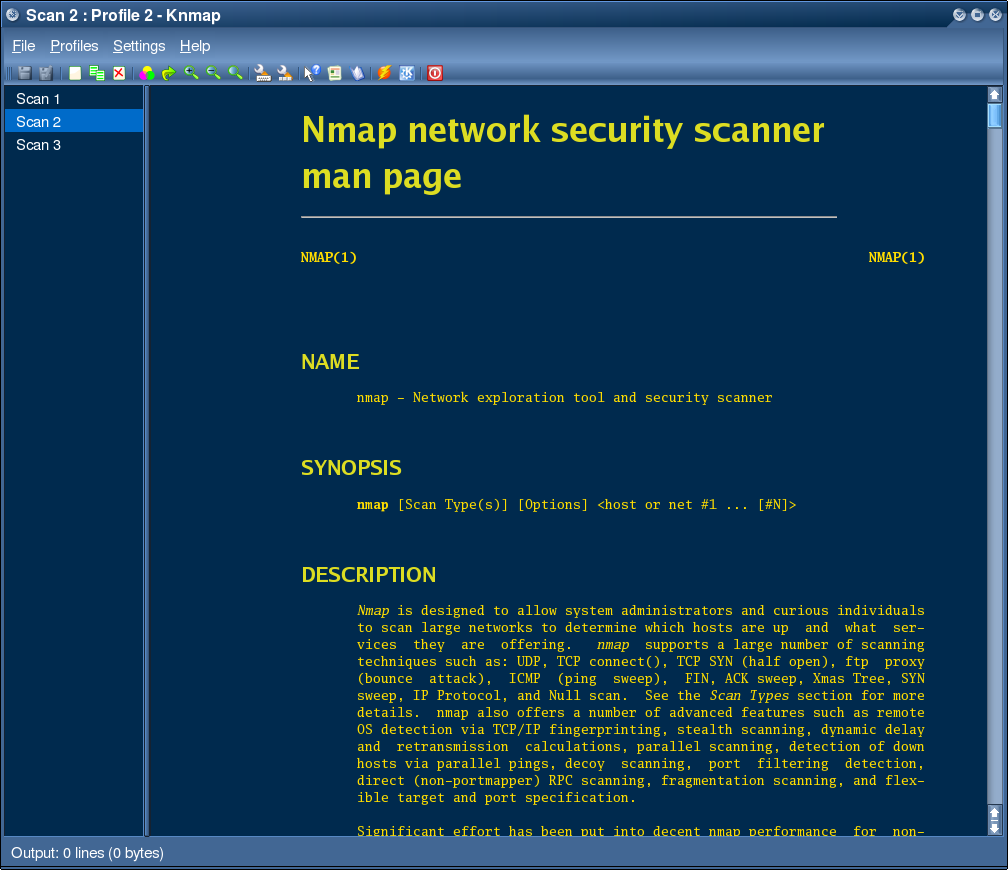 Scan 2 : Profile 2 - Knmap
File Profiles Settings Help
Scan 1
Scan 2
Scan 3
Nmap network security scanner
man page
NMAP(1) NMAP(1)
NAME
nmap - Network exploration tool and security scanner
SYNOPSIS
nmap [Scan Type(s)] [Options] <host or net #1 ... [#N]>
DESCRIPTION
Nmap is designed to allow system administrators and curious individuals
to scan large networks to determine which hosts are up and what ser-
vices they are offering. nmap supports a large number of scanning
techniques such as: UDP, TCP connect(), TCP SYN (half open), ftp proxy
(bounce attack), ICMP (ping sweep), FIN, ACK sweep, Xmas Tree, SYN
sweep, IP Protocol, and Null scan. See the Scan Types section for more
details. nmap also offers a number of advanced features such as remote
OS detection via TCP/IP fingerprinting, stealth scanning, dynamic delay
and retransmission calculations, parallel scanning, detection of down
hosts via parallel pings, decoy scanning, port filtering detection,
direct (non-portmapper) RPC scanning, fragmentation scanning, and flex-
ible target and port specification.
Significant effort has been put into decent nmap performance for non-
Output: 0 lines (0 bytes)